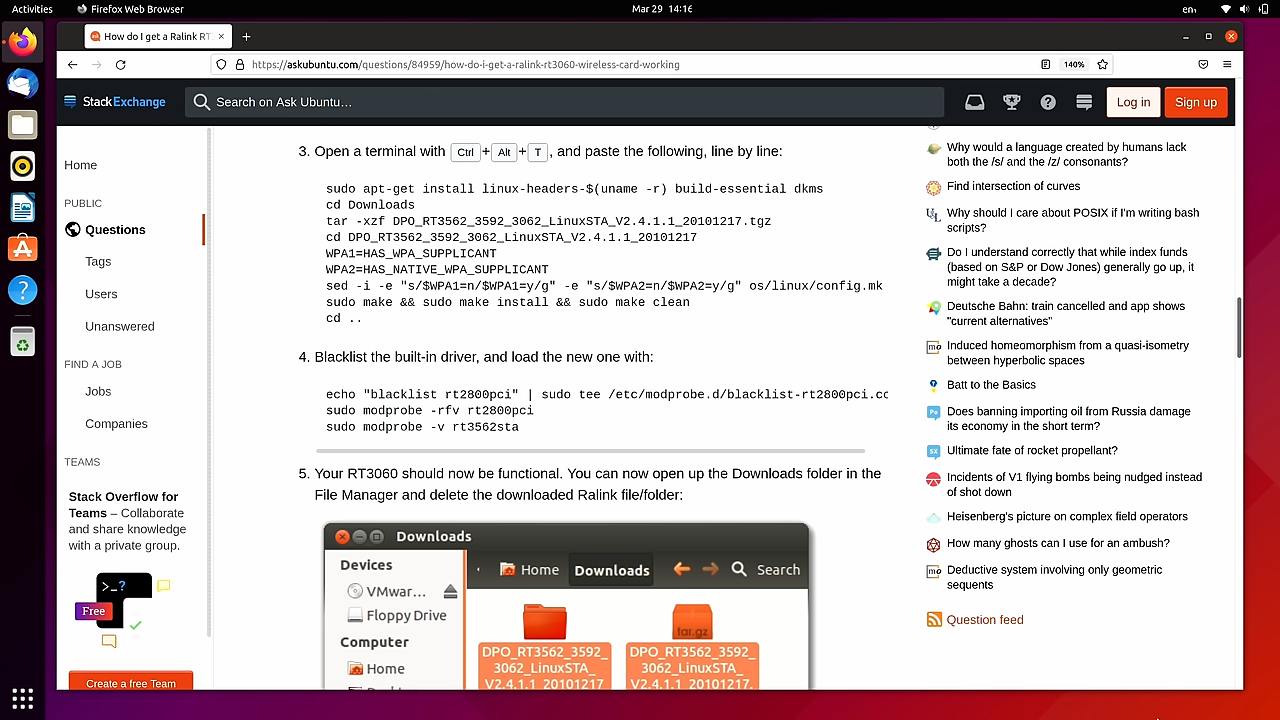 Activities
Firefox Web Browser
Mar 29 14:16
en₁
How do I get a Ralink RT
https://askubuntu.com/questions/84959/how-do-i-get-a-ralink-rt3060-wireless-card-working
140%
StackExchange
Search on Ask Ubuntu…
Log in
Sign up
Home
PUBLIC
Questions
Tags
Users
Unanswered
FIND A JOB
Jobs
Companies
TEAMS
Stack Overflow for
Teams – Collaborate
and share knowledge
with a private group.
>_?
Free
Create a free Team
3. Open a terminal with Ctrl + Alt + T , and paste the following, line by line:
sudo apt-get install linux-headers-$(uname -r) build-essential dkms
cd Downloads
tar -xzf DPO_RT3562_3592_3062_LinuxSTA_V2.4.1.1_20101217.tgz
cd DPO_RT3562_3592_3062_LinuxSTA_V2.4.1.1_20101217
WPA1=HAS_WPA_SUPPLICANT
WPA2=HAS_NATIVE_WPA_SUPPLICANT
sed -i -e "s/$WPA1=n/$WPA1=y/g" -e "s/$WPA2=n/$WPA2=y/g" os/linux/config.mk
sudo make && sudo make install && sudo make clean
cd ..
4. Blacklist the built-in driver, and load the new one with:
echo "blacklist rt2800pci" | sudo tee /etc/modprobe.d/blacklist-rt2800pci.cc
sudo modprobe -rfv rt2800pci
sudo modprobe -v rt3562sta
5. Your RT3060 should now be functional. You can now open up the Downloads folder in the
File Manager and delete the downloaded Ralink file/folder:
Downloads
Devices
VMwar...
Floppy Drive
Computer
Home
Home
Downloads
Search
tar.gz
DPO_RT3562_3592_
3062_LinuxSTA_
V2.4.1.1_20101217
DPO_RT3562_3592_
3062_LinuxSTA_
V2.4.1.1_20101217.
Why would a language created by humans lack
both the /s/ and the /z/ consonants?
Find intersection of curves
Why should I care about POSIX if I'm writing bash
scripts?
Do I understand correctly that while index funds
(based on S&P or Dow Jones) generally go up, it
might take a decade?
Deutsche Bahn: train cancelled and app shows
"current alternatives"
Induced homeomorphism from a quasi-isometry
between hyperbolic spaces
Batt to the Basics
Does banning importing oil from Russia damage
its economy in the short term?
Ultimate fate of rocket propellant?
Incidents of V1 flying bombs being nudged instead
of shot down
Heisenberg's picture on complex field operators
How many ghosts can I use for an ambush?
Deductive system involving only geometric
sequents
Question feed